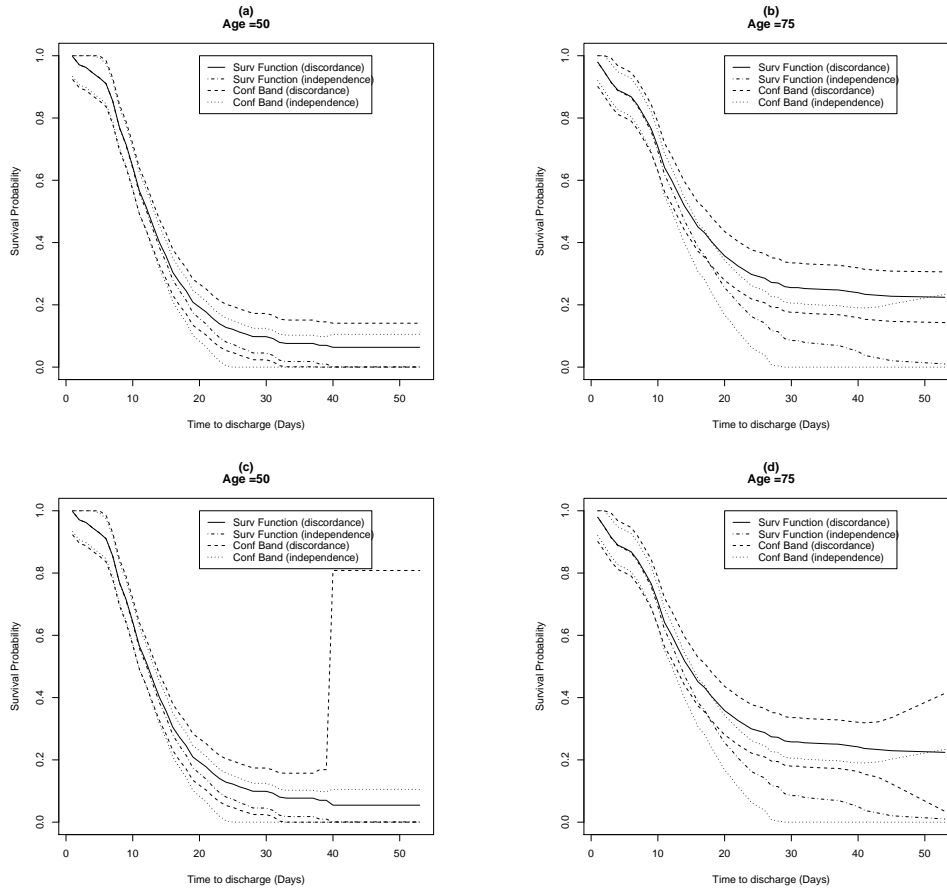 (a)
Age =50
Surv Function (discordance)
Surv Function (independence)
Conf Band (discordance)
Conf Band (independence)
Survival Probability
1.0
0.8
0.6
0.4
0.2
0.0
0 10 20 30 40 50
Time to discharge (Days)
(b)
Age =75
Surv Function (discordance)
Surv Function (independence)
Conf Band (discordance)
Conf Band (independence)
Survival Probability
1.0
0.8
0.6
0.4
0.2
0.0
0 10 20 30 40 50
Time to discharge (Days)
(c)
Age =50
Surv Function (discordance)
Surv Function (independence)
Conf Band (discordance)
Conf Band (independence)
Survival Probability
1.0
0.8
0.6
0.4
0.2
0.0
0 10 20 30 40 50
Time to discharge (Days)
(d)
Age =75
Surv Function (discordance)
Surv Function (independence)
Conf Band (discordance)
Conf Band (independence)
Survival Probability
1.0
0.8
0.6
0.4
0.2
0.0
0 10 20 30 40 50
Time to discharge (Days)